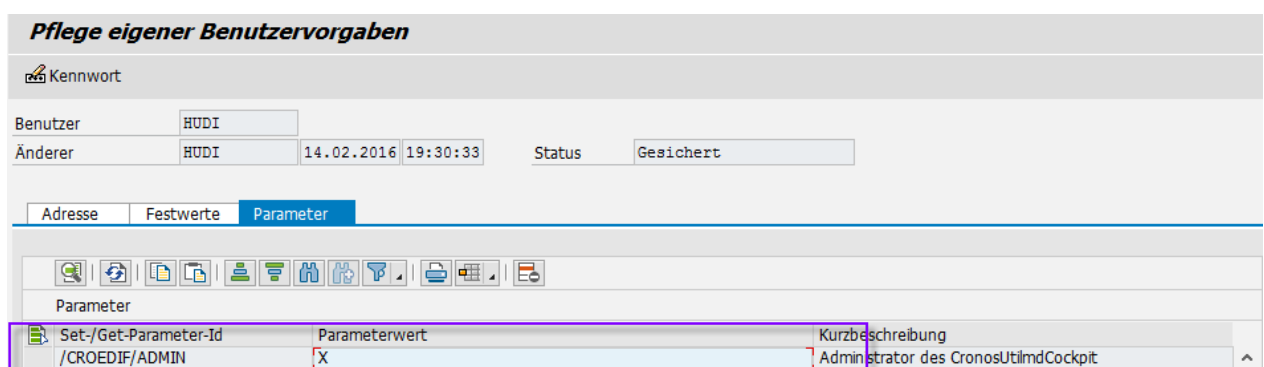 Pflege eigener Benutzervorgaben
Kennwort
Benutzer HUDI
Änderer HUDI 14.02.2016 19:30:33 Status Gesichert
Adresse Festwerte Parameter
Parameter
Set-/Get-Parameter-Id Parameterwert Kurzbeschreibung
/CROEDIF/ADMIN X Administrator des CronosUtilmdCockpit